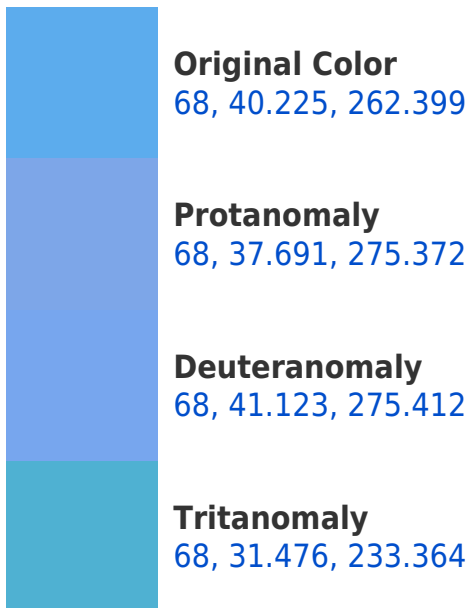 Original Color
68, 40.225, 262.399
Protanomaly
68, 37.691, 275.372
Deuteranomaly
68, 41.123, 275.412
Tritanomaly
68, 31.476, 233.364